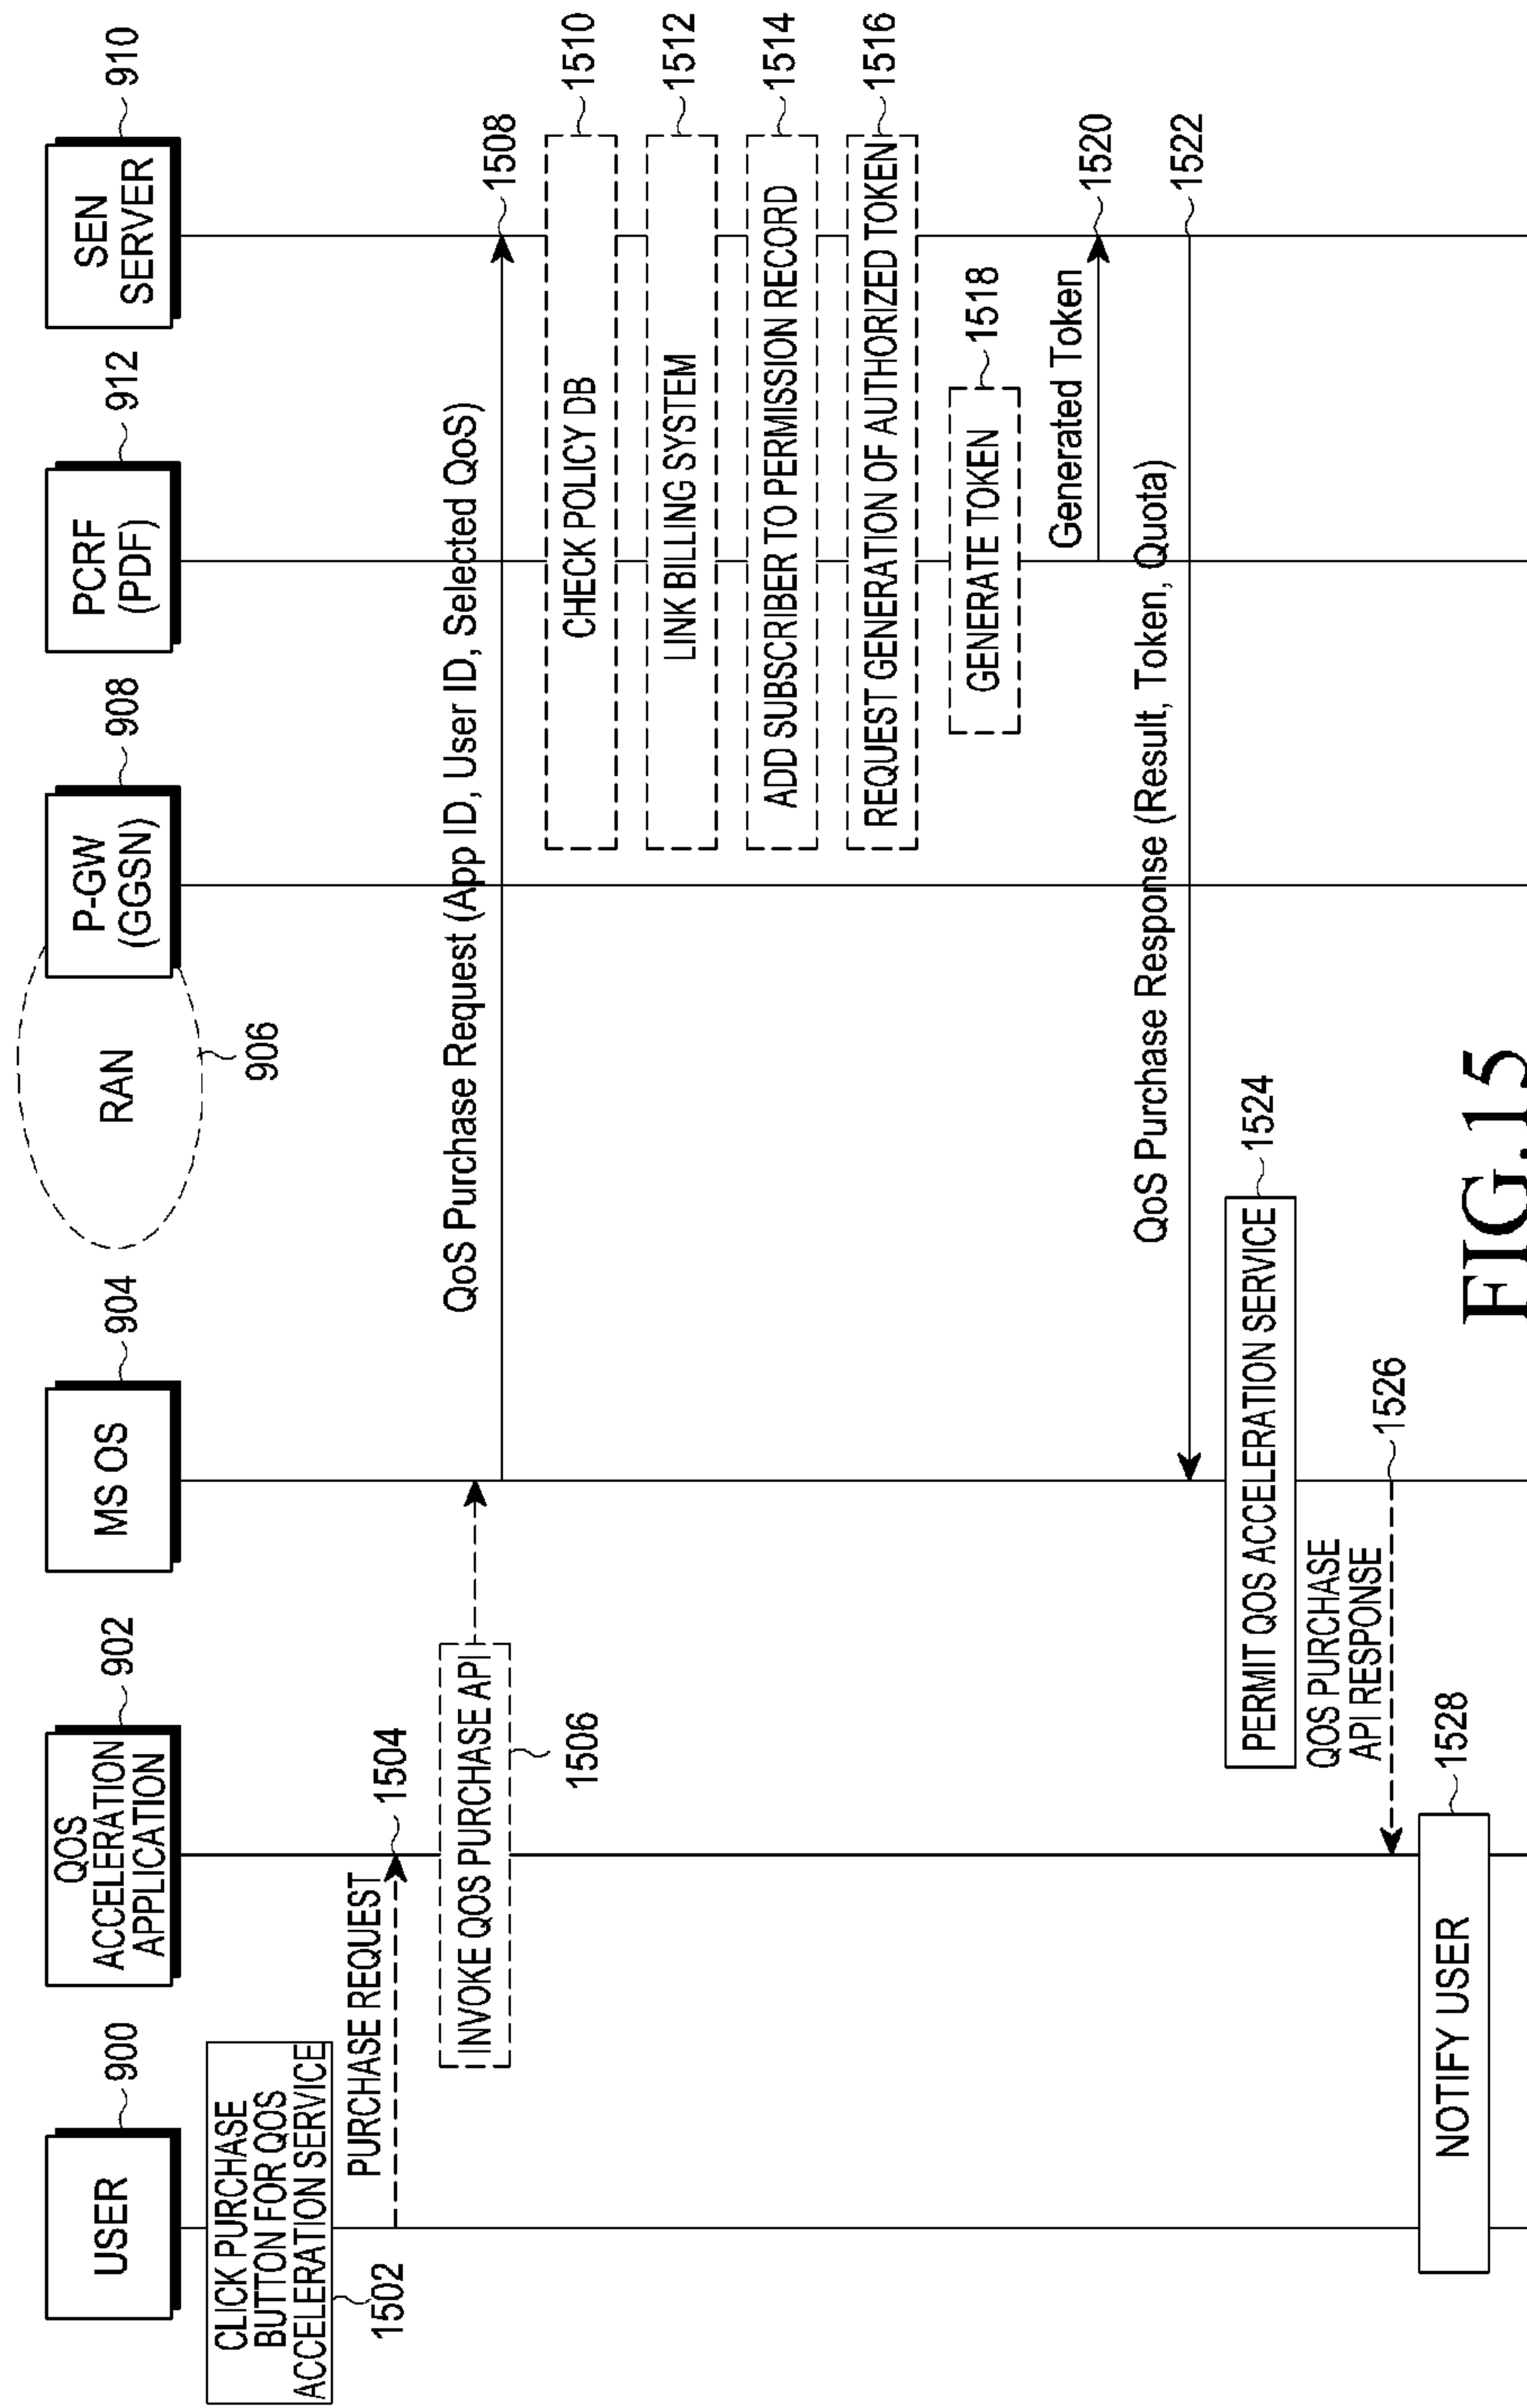 USER
900
QOS
ACCELERATION
APPLICATION
902
MS OS
904
RAN
906
P-GW
(GGSN)
908
PCRF
(PDF)
912
SEN
SERVER
910
CLICK PURCHASE
BUTTON FOR QOS
ACCELERATION SERVICE
1502
PURCHASE REQUEST
1504
INVOKE QOS PURCHASE API
1506
QoS Purchase Request (App ID, User ID, Selected QoS)
1508
CHECK POLICY DB
1510
LINK BILLING SYSTEM
1512
ADD SUBSCRIBER TO PERMISSION RECORD
1514
REQUEST GENERATION OF AUTHORIZED TOKEN
1516
GENERATE TOKEN
1518
Generated Token
1520
QoS Purchase Response (Result, Token, Quota)
1522
PERMIT QOS ACCELERATION SERVICE
1524
QOS PURCHASE
API RESPONSE
1526
NOTIFY USER
1528
FIG.15